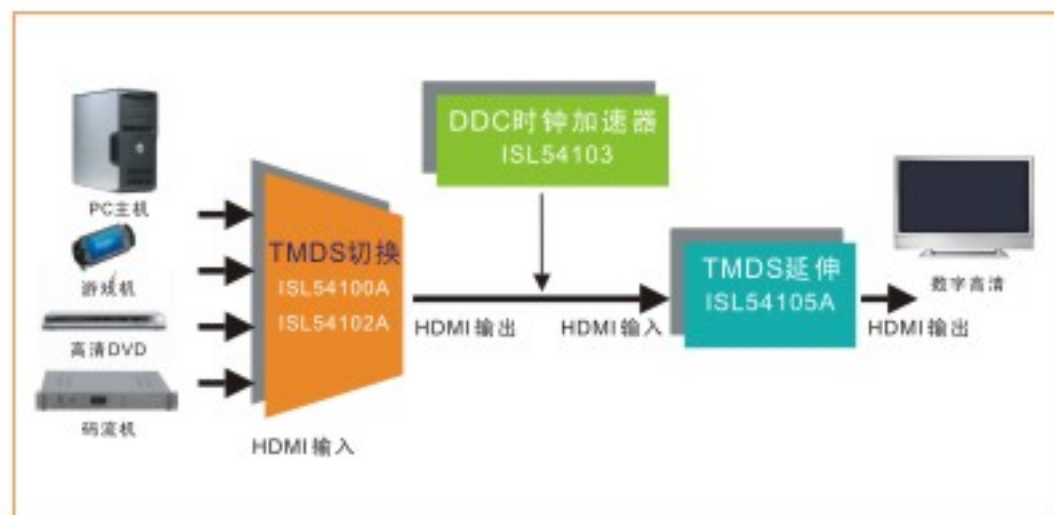 DDC时钟加速器
ISL54103
PC主机
游戏机
高清DVD
码流机
TMDS切换
ISL54100A
ISL54102A
HDMI输入
HDMI输出
HDMI输入
TMDS延伸
ISL54105A
数字高清
HDMI输出